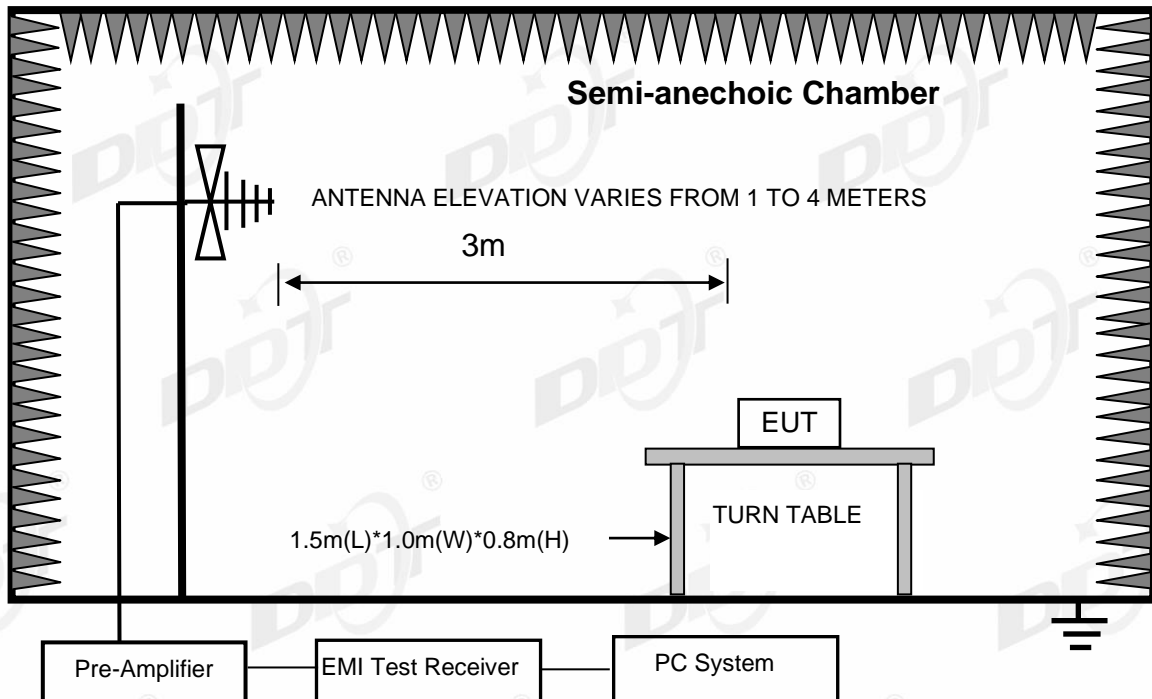 Semi-anechoic Chamber
ANTENNA ELEVATION VARIES FROM 1 TO 4 METERS
3m
EUT
TURN TABLE
1.5m(L)*1.0m(W)*0.8m(H)
Pre-Amplifier
EMI Test Receiver
PC System
DDT®